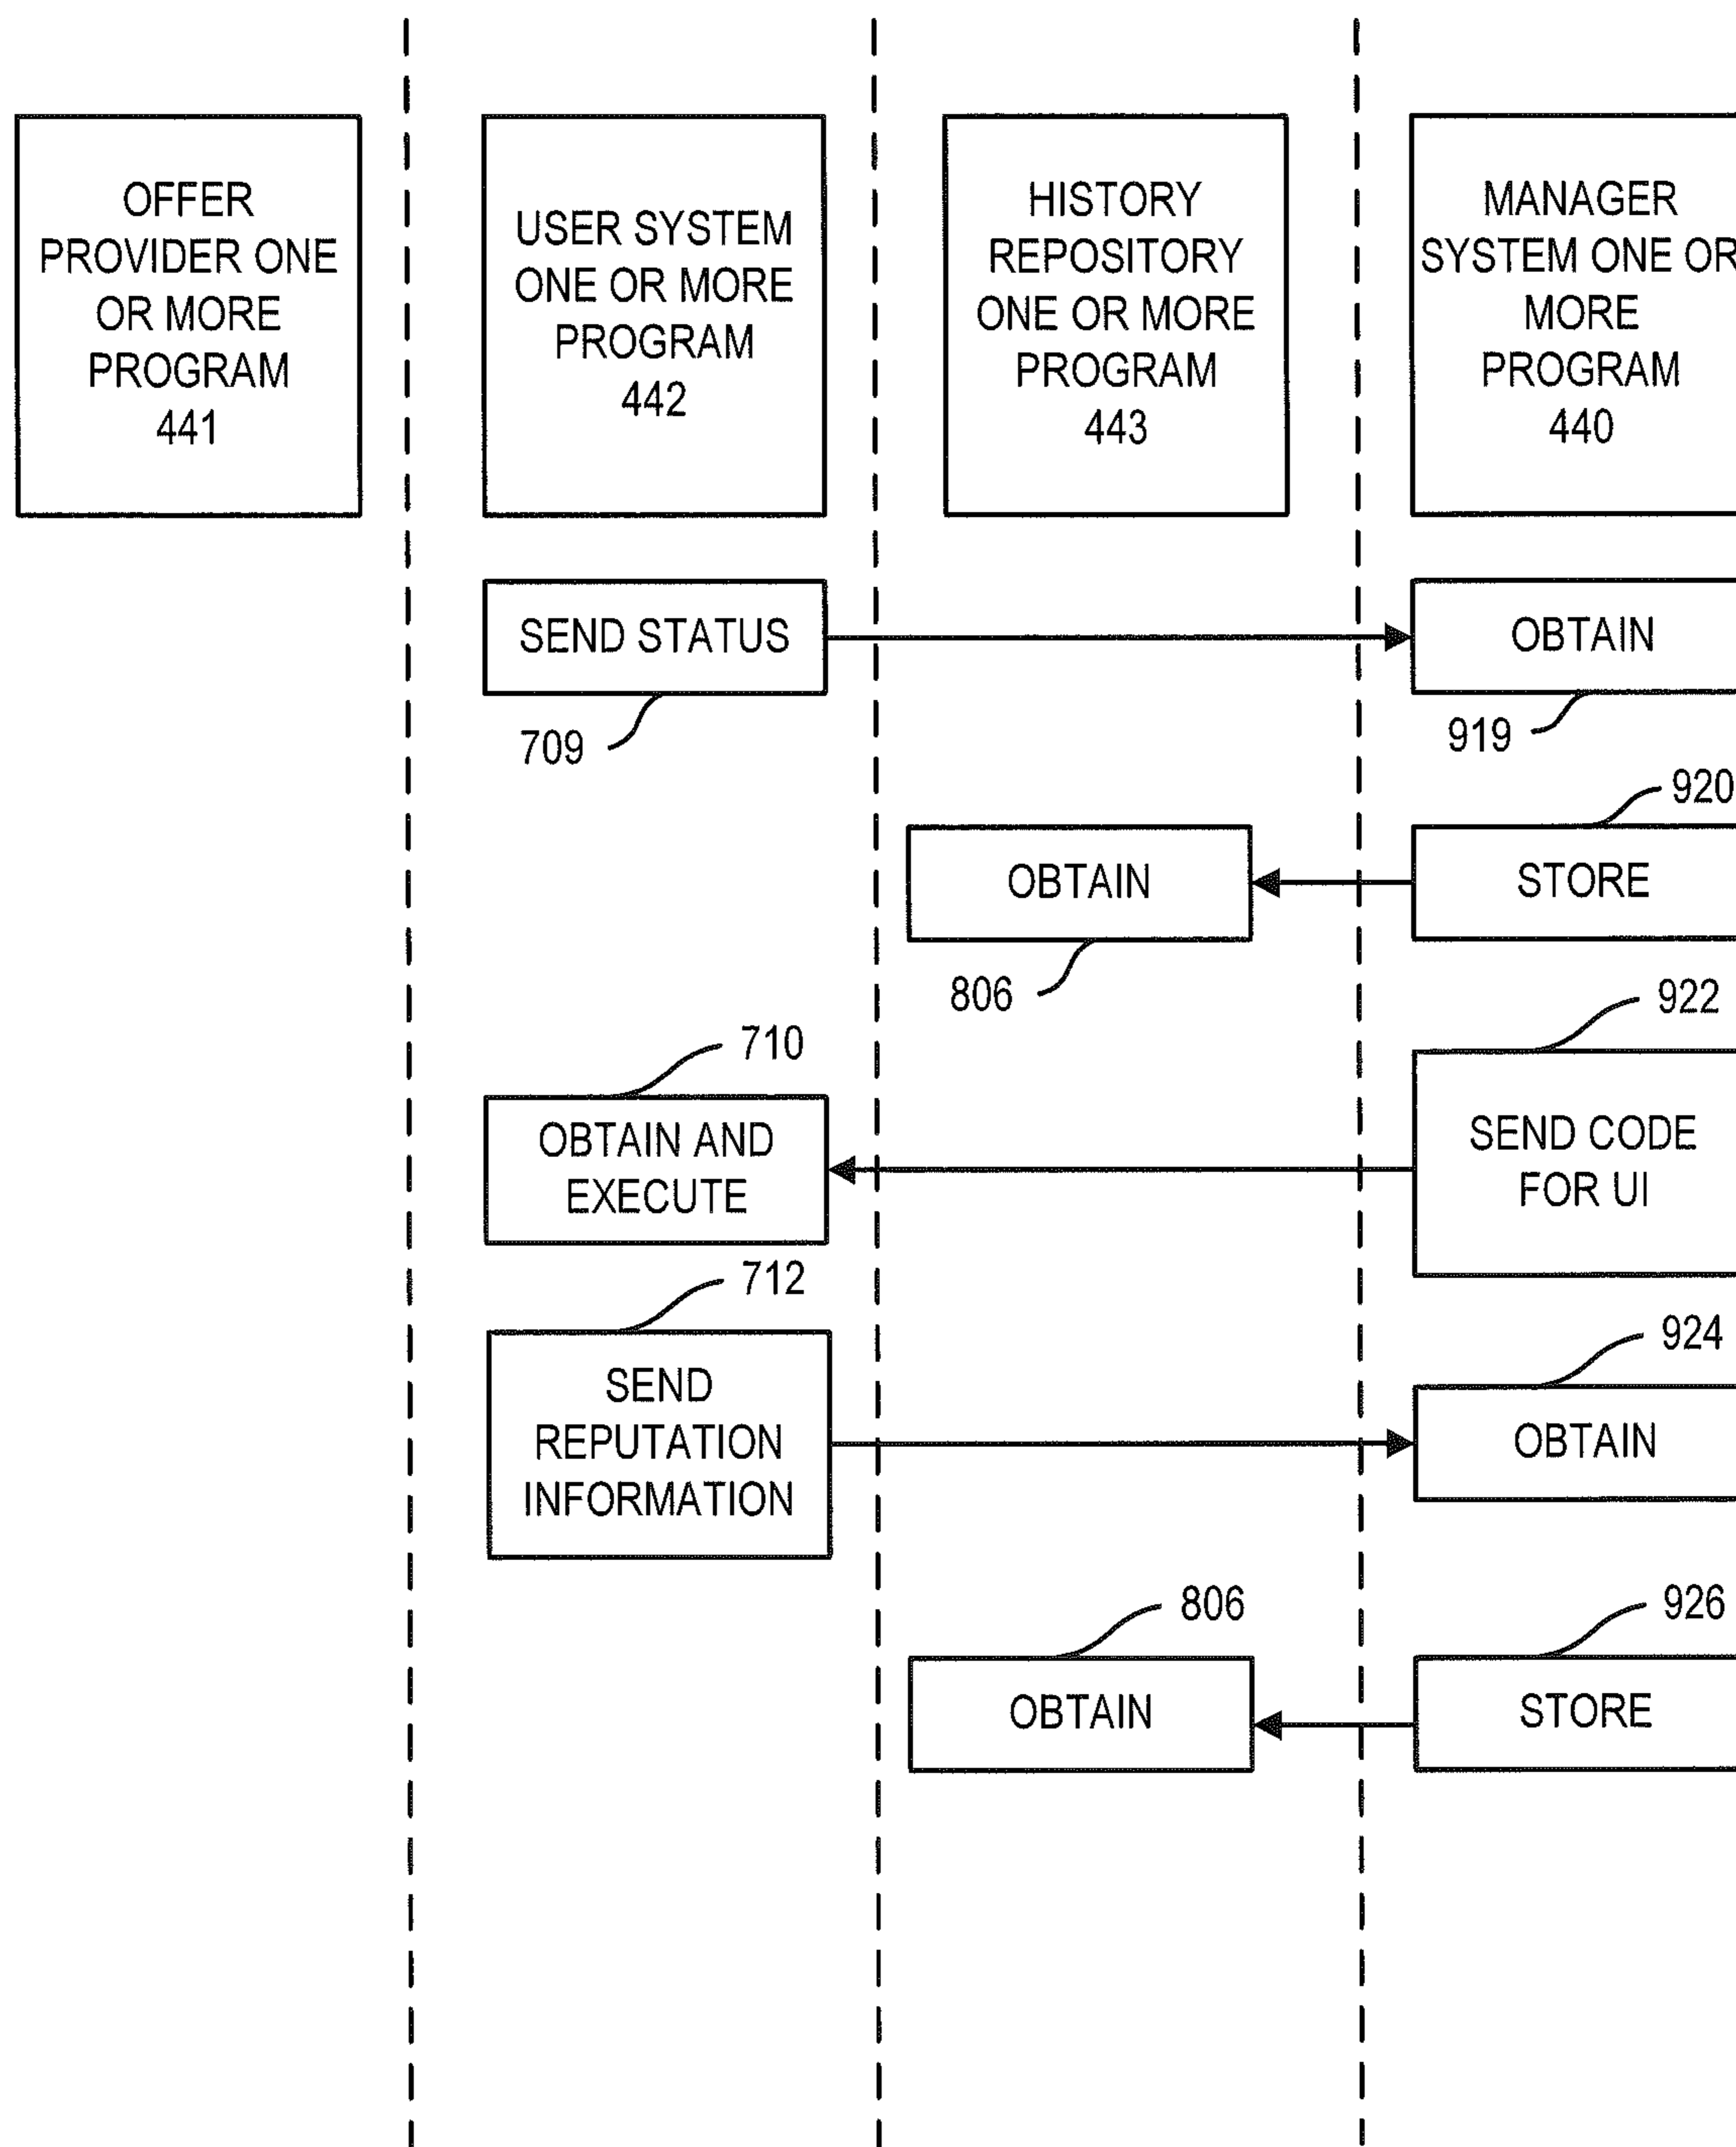 OFFER
PROVIDER ONE
OR MORE
PROGRAM
441
USER SYSTEM
ONE OR MORE
PROGRAM
442
HISTORY
REPOSITORY
ONE OR MORE
PROGRAM
443
MANAGER
SYSTEM ONE OR
MORE
PROGRAM
440
SEND STATUS
709
OBTAIN
919
920
OBTAIN
806
STORE
922
710
OBTAIN AND
EXECUTE
SEND CODE
FOR UI
712
SEND
REPUTATION
INFORMATION
924
OBTAIN
806
OBTAIN
926
STORE